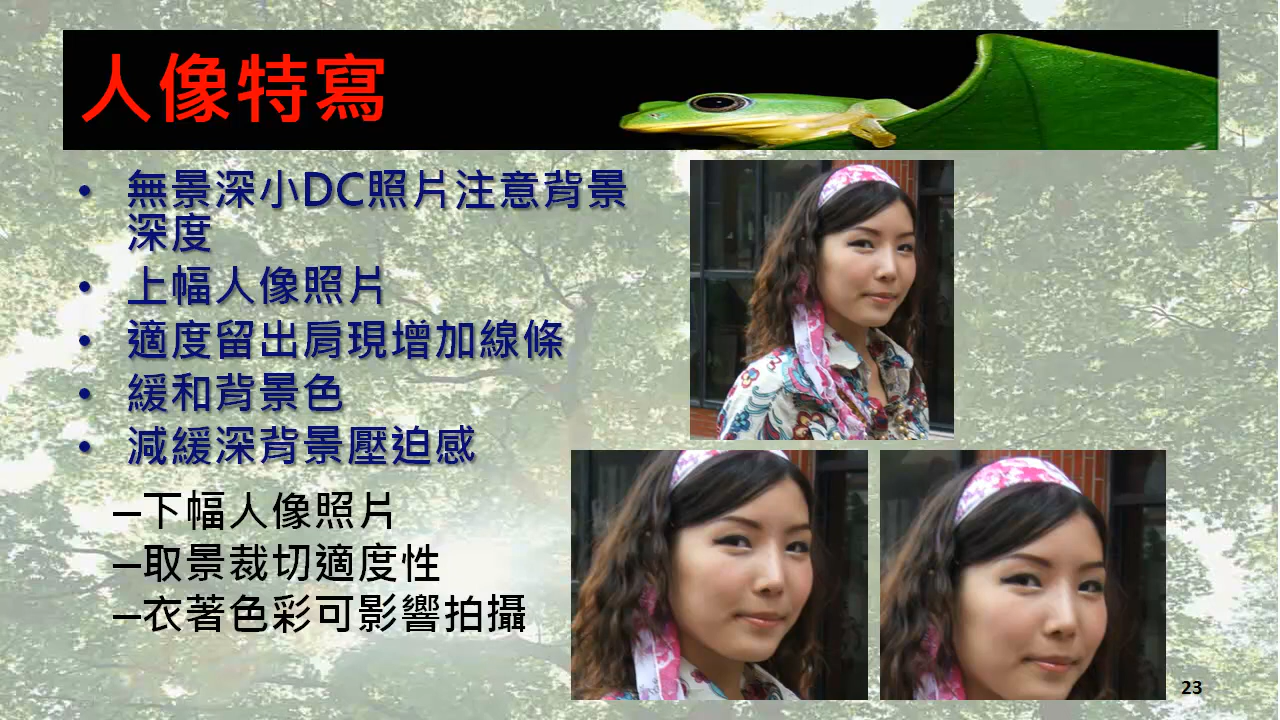 人像特寫
• 無景深小DC照片注意背景
深度
• 上幅人像照片
• 適度留出肩現增加線條
• 緩和背景色
• 減緩深背景壓迫感
–下幅人像照片
–取景裁切適度性
–衣著色彩可影響拍攝
23